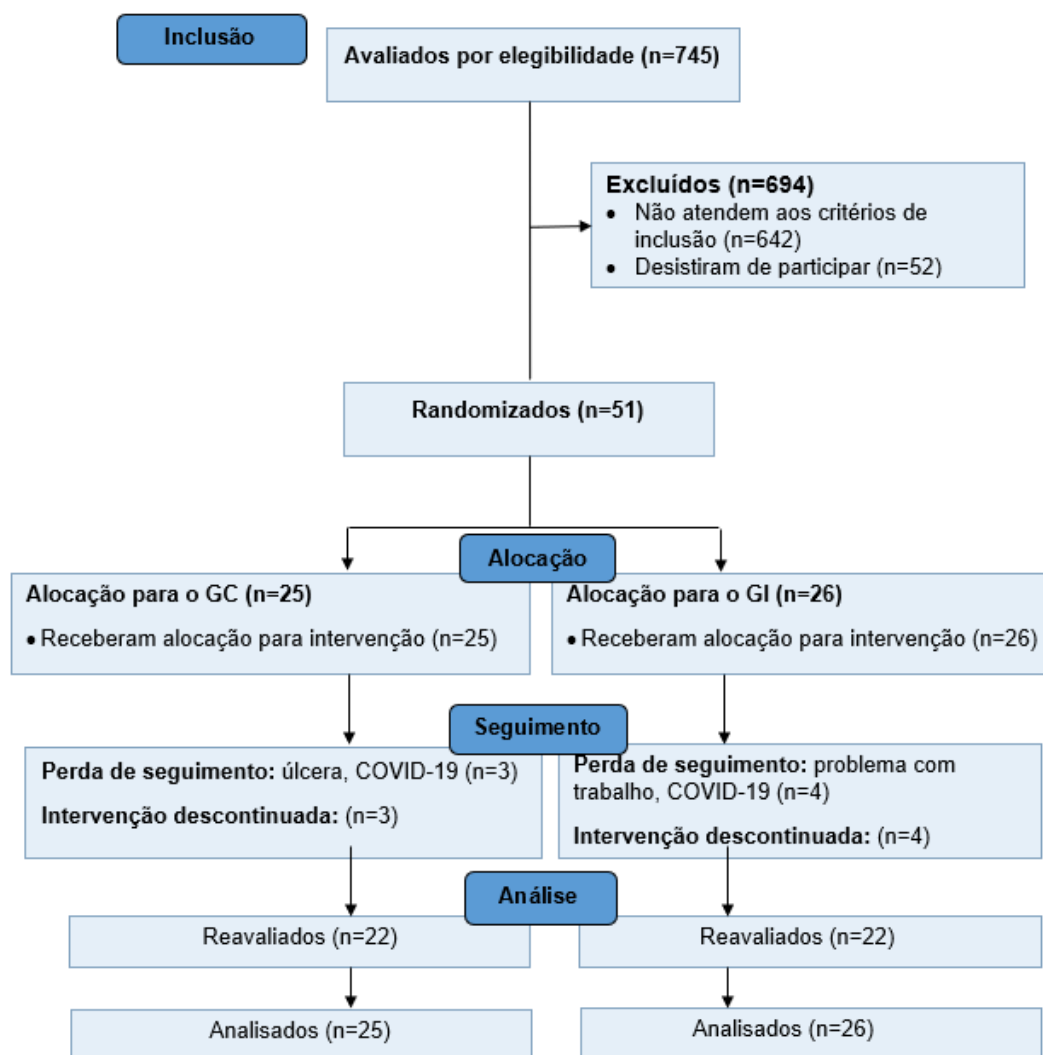 Inclusão
Avaliados por elegibilidade (n=745)
Excluídos (n=694)
• Não atendem aos critérios de
inclusão (n=642)
• Desistiram de participar (n=52)
Randomizados (n=51)
Alocação
Alocação para o GC (n=25)
• Receberam alocação para intervenção (n=25)
Alocação para o GI (n=26)
• Receberam alocação para intervenção (n=26)
Seguimento
Perda de seguimento: úlcera, COVID-19 (n=3)
Intervenção descontinuada: (n=3)
Perda de seguimento: problema com
trabalho, COVID-19 (n=4)
Intervenção descontinuada: (n=4)
Análise
Reavaliados (n=22)
Reavaliados (n=22)
Analisados (n=25)
Analisados (n=26)